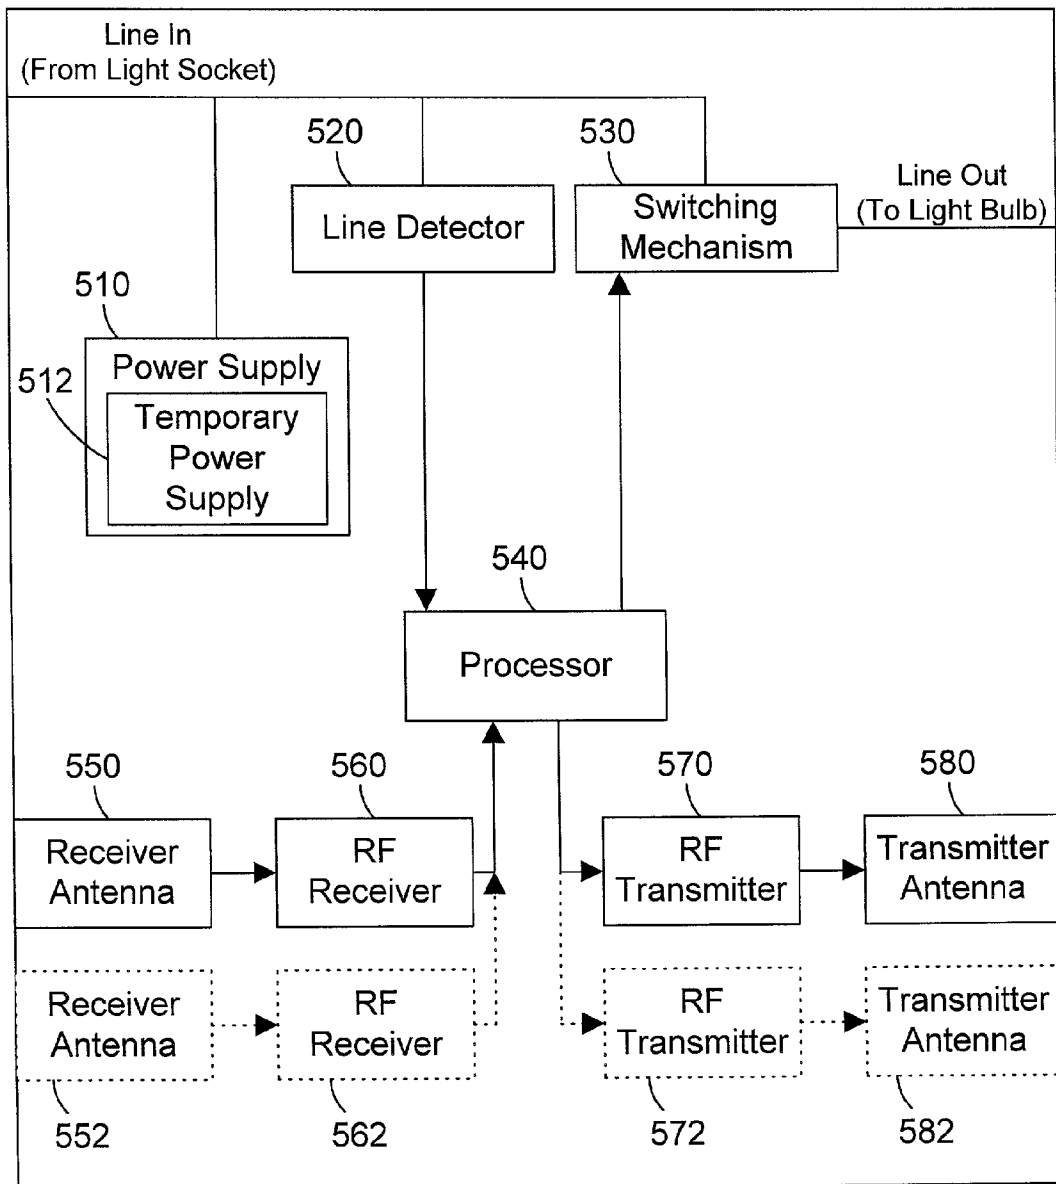 Line In
(From Light Socket)
520
530
Line Detector
Switching
Mechanism
Line Out
(To Light Bulb)
510
Power Supply
512
Temporary
Power
Supply
540
Processor
550
560
570
580
Receiver
Antenna
RF
Receiver
RF
Transmitter
Transmitter
Antenna
Receiver
Antenna
RF
Receiver
RF
Transmitter
Transmitter
Antenna
552
562
572
582